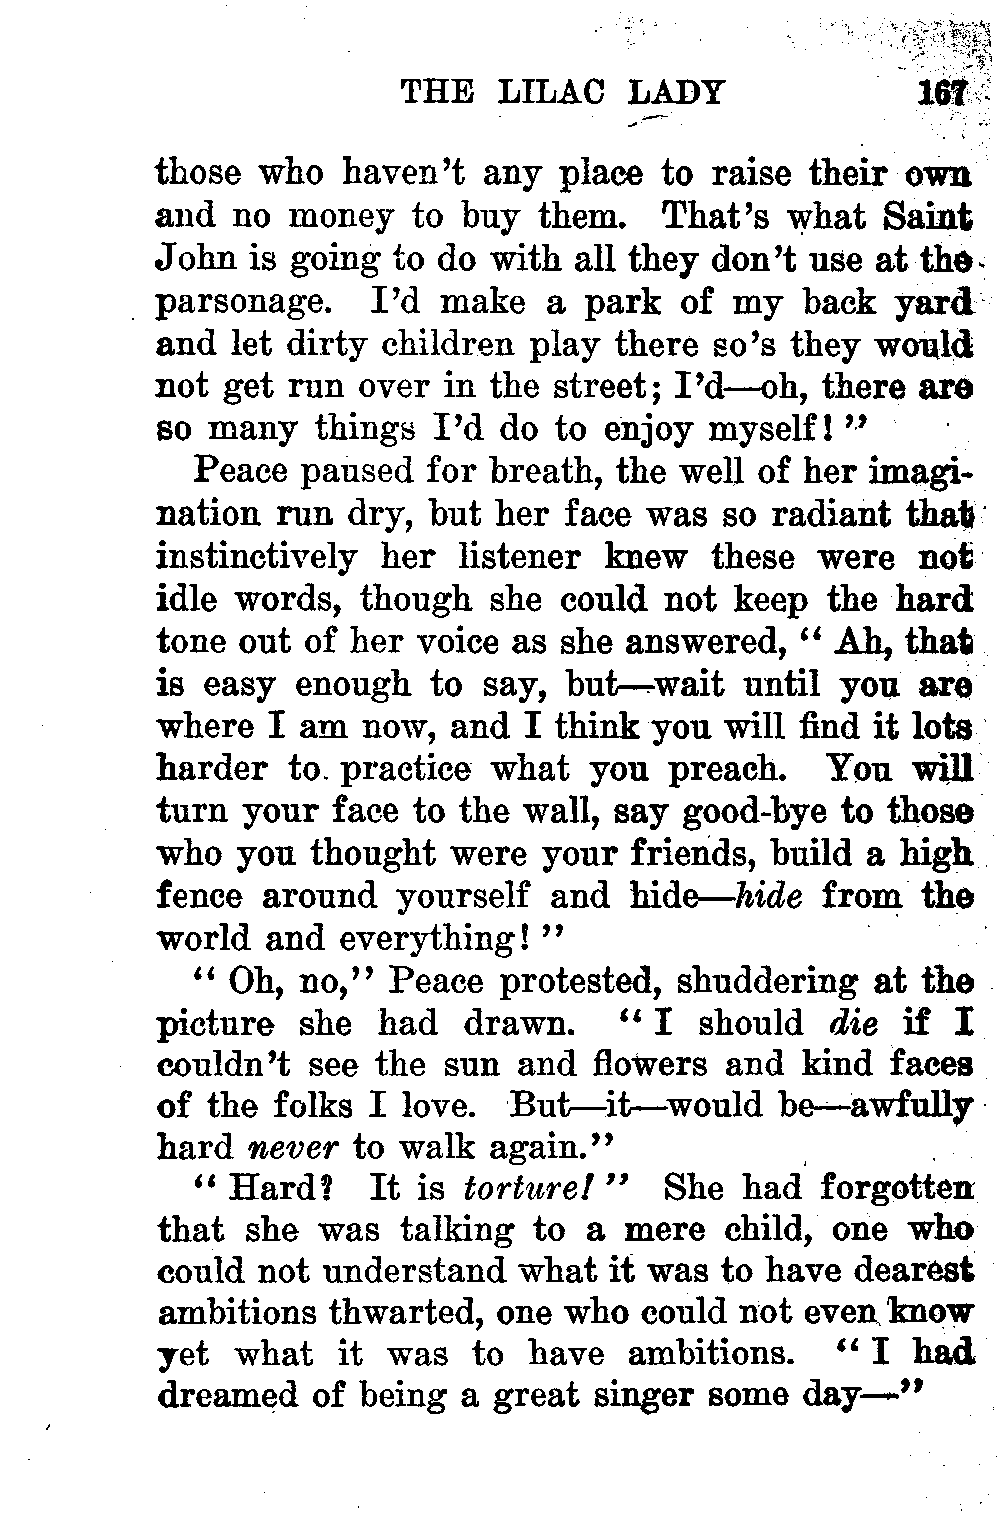 THE LILAC LADY 167
those who haven't any place to raise their own
and no money to buy them. That's what Saint
John is going to do with all they don't use at the
parsonage. I'd make a park of my back yard
and let dirty children play there so's they would
not get run over in the street; I'd—oh, there are
so many things I'd do to enjoy myself!"
Peace paused for breath, the well of her imagi-
nation run dry, but her face was so radiant that
instinctively her listener knew these were not
idle words, though she could not keep the hard
tone out of her voice as she answered, "Ah, that
is easy enough to say, but—wait until you are
where I am now, and I think you will find it lots
harder to practice what you preach. You will
turn your face to the wall, say good-bye to those
who you thought were your friends, build a high
fence around yourself and hide—hide from the
world and everything!"
"Oh, no," Peace protested, shuddering at the
picture she had drawn. "I should die if I
couldn't see the sun and flowers and kind faces
of the folks I love. But—it—would be—awfully
hard never to walk again."
"Hard? It is torture!" She had forgotten
that she was talking to a mere child, one who
could not understand what it was to have dearest
ambitions thwarted, one who could not even know
yet what it was to have ambitions. "I had
dreamed of being a great singer some day—"